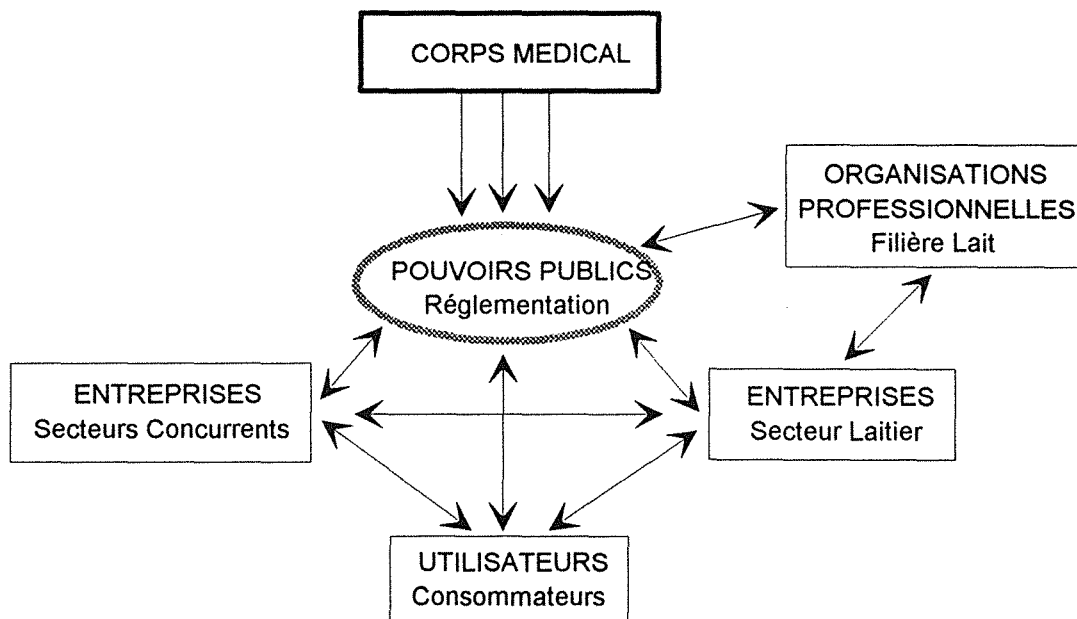 CORPS MEDICAL
ORGANISATIONS
PROFESSIONNELLES
Filière Lait
POUVOIRS PUBLICS
Réglementation
ENTREPRISES
Secteurs Concurrents
ENTREPRISES
Secteur Laitier
UTILISATEURS
Consommateurs